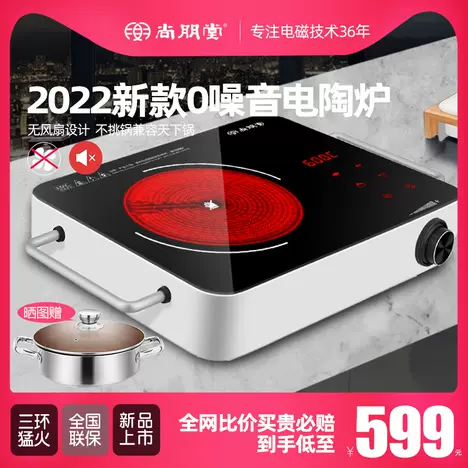 尚朋堂
专注电磁技术36年
2022新款0噪音电陶炉
无风扇设计 不挑锅兼容天下锅
晒图赠
三环猛火
全国联保
新品上市
全网比价买贵必赔
到手低至
¥599元